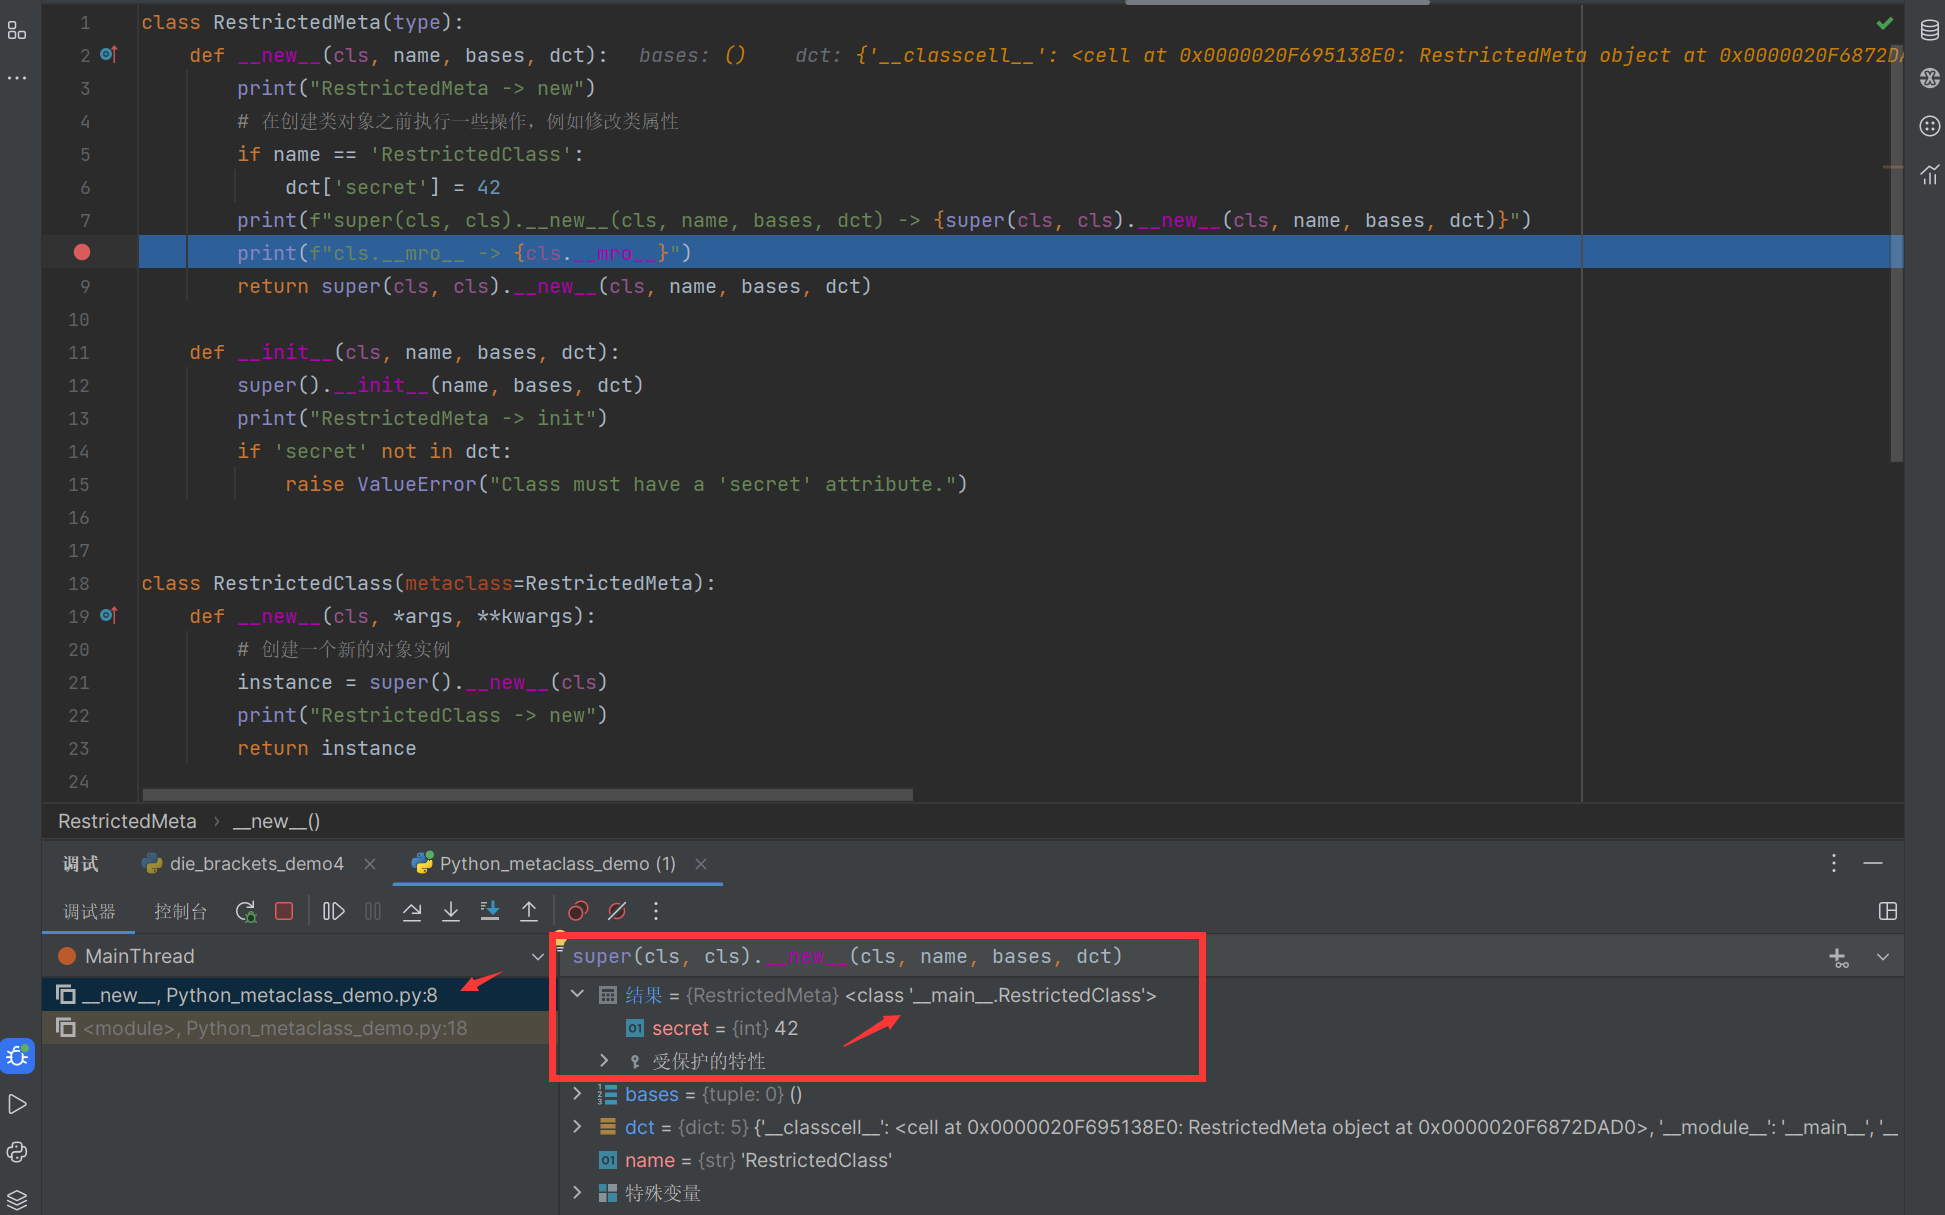 1 class RestrictedMeta(type):
2 def __new__(cls, name, bases, dct): bases: () dct: {'__classcell__': <cell at 0x0000020F695138E0: RestrictedMeta object at 0x0000020F6872DA
3 print("RestrictedMeta -> new")
4 # 在创建类对象之前执行一些操作，例如修改类属性
5 if name == 'RestrictedClass':
6 dct['secret'] = 42
7 print(f"super(cls, cls).__new__(cls, name, bases, dct) -> {super(cls, cls).__new__(cls, name, bases, dct)}")
print(f"cls.__mro__ -> {cls.__mro__}")
9 return super(cls, cls).__new__(cls, name, bases, dct)
10
11 def __init__(cls, name, bases, dct):
12 super().__init__(name, bases, dct)
13 print("RestrictedMeta -> init")
14 if 'secret' not in dct:
15 raise ValueError("Class must have a 'secret' attribute.")
16
17
18 class RestrictedClass(metaclass=RestrictedMeta):
19 def __new__(cls, *args, **kwargs):
20 # 创建一个新的对象实例
21 instance = super().__new__(cls)
22 print("RestrictedClass -> new")
23 return instance
24
RestrictedMeta › __new__()
调试 die_brackets_demo4 Python_metaclass_demo (1)
调试器 控制台
MainThread
super(cls, cls).__new__(cls, name, bases, dct)
__new__, Python_metaclass_demo.py:8
<module>, Python_metaclass_demo.py:18
结果 = {RestrictedMeta} <class '__main__.RestrictedClass'>
01 secret = {int} 42
受保护的特性
bases = {tuple: 0} ()
dct = {dict: 5} {'__classcell__': <cell at 0x0000020F695138E0: RestrictedMeta object at 0x0000020F6872DAD0>, '__module__': '__main__', '__
01 name = {str} 'RestrictedClass'
特殊变量